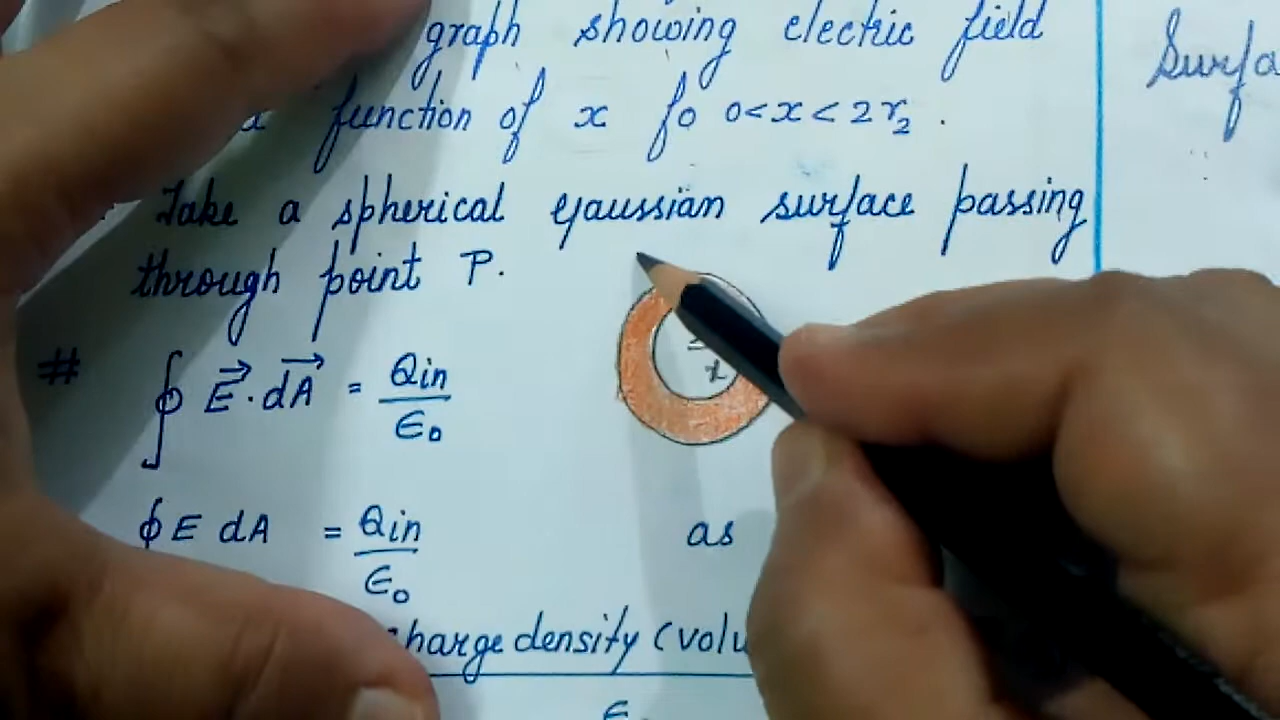 graph showing electric field
a function of x fo 0<x<2r₂ .
Take a spherical gaussian surface passing
through point P.
# ∮ E⃗ · dA⃗ = Qin/ϵ₀
∮ E dA = Qin/ϵ₀
as
charge density (volu
ϵ
x
Surfa